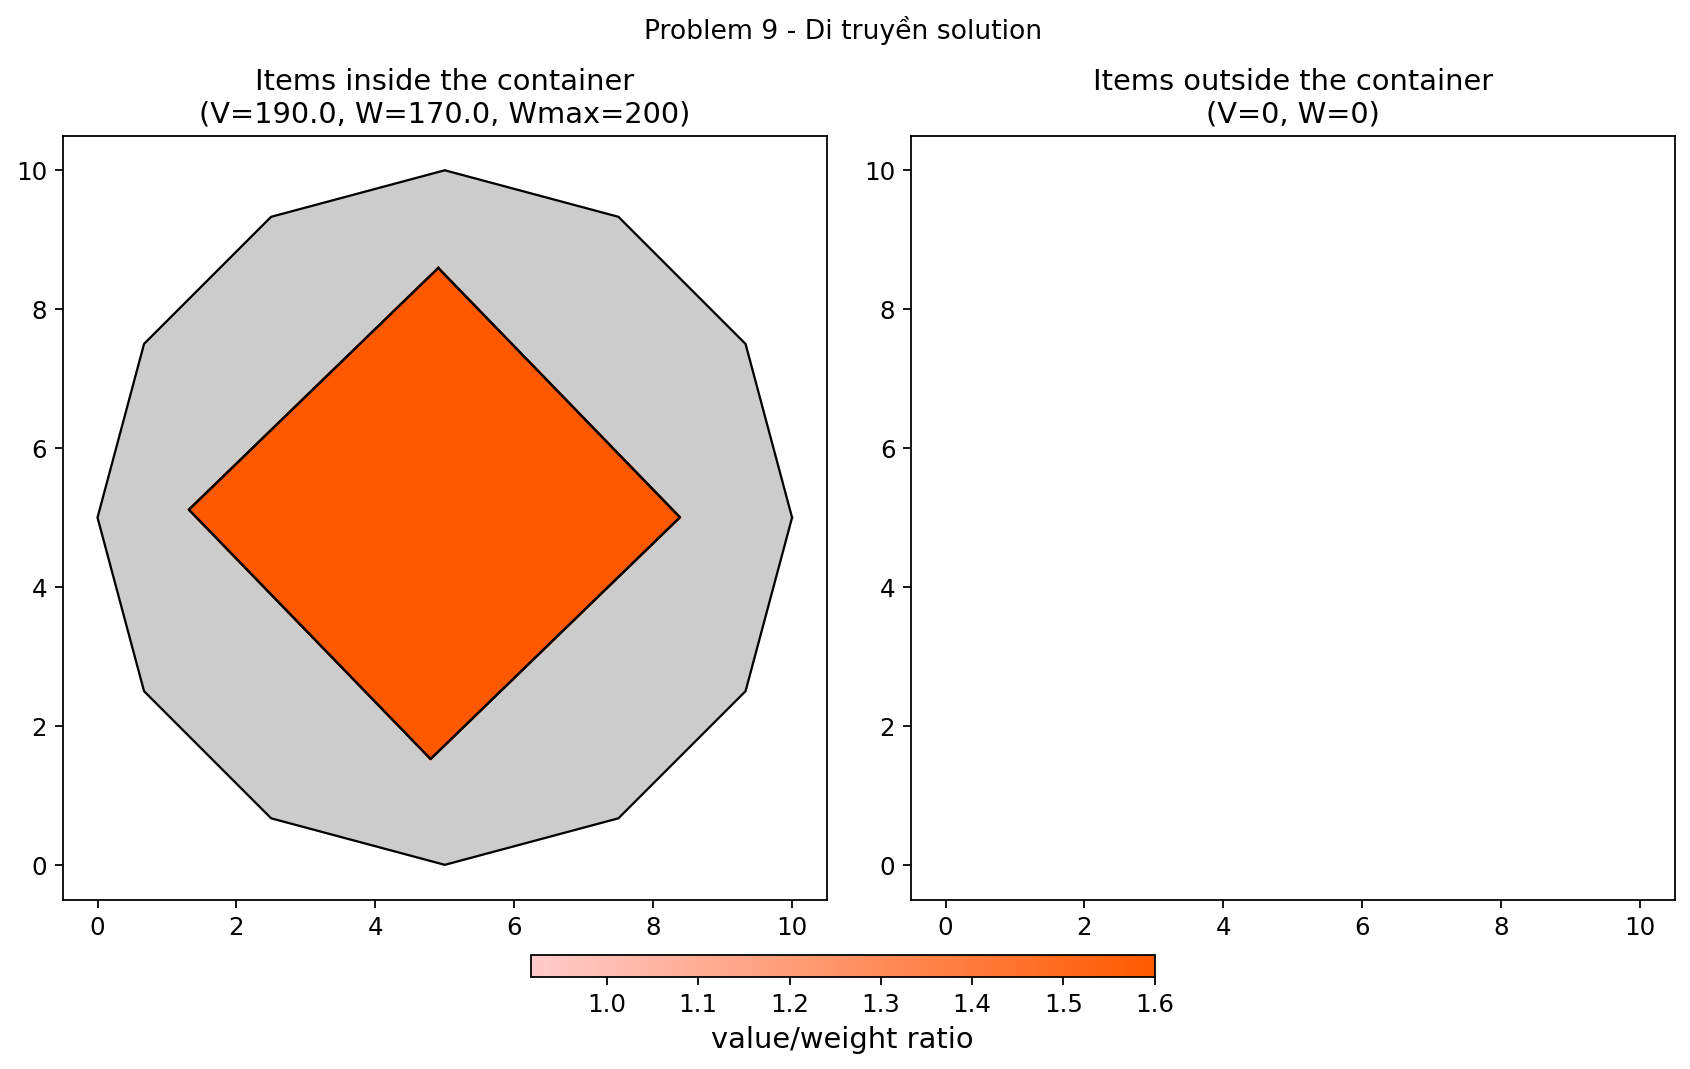 Problem 9 - Di truyền solution
Items inside the container
(V=190.0, W=170.0, Wmax=200)
10
8
6
4
2
0
0 2 4 6 8 10
Items outside the container
(V=0, W=0)
10
8
6
4
2
0
0 2 4 6 8 10
1.0 1.1 1.2 1.3 1.4 1.5 1.6
value/weight ratio